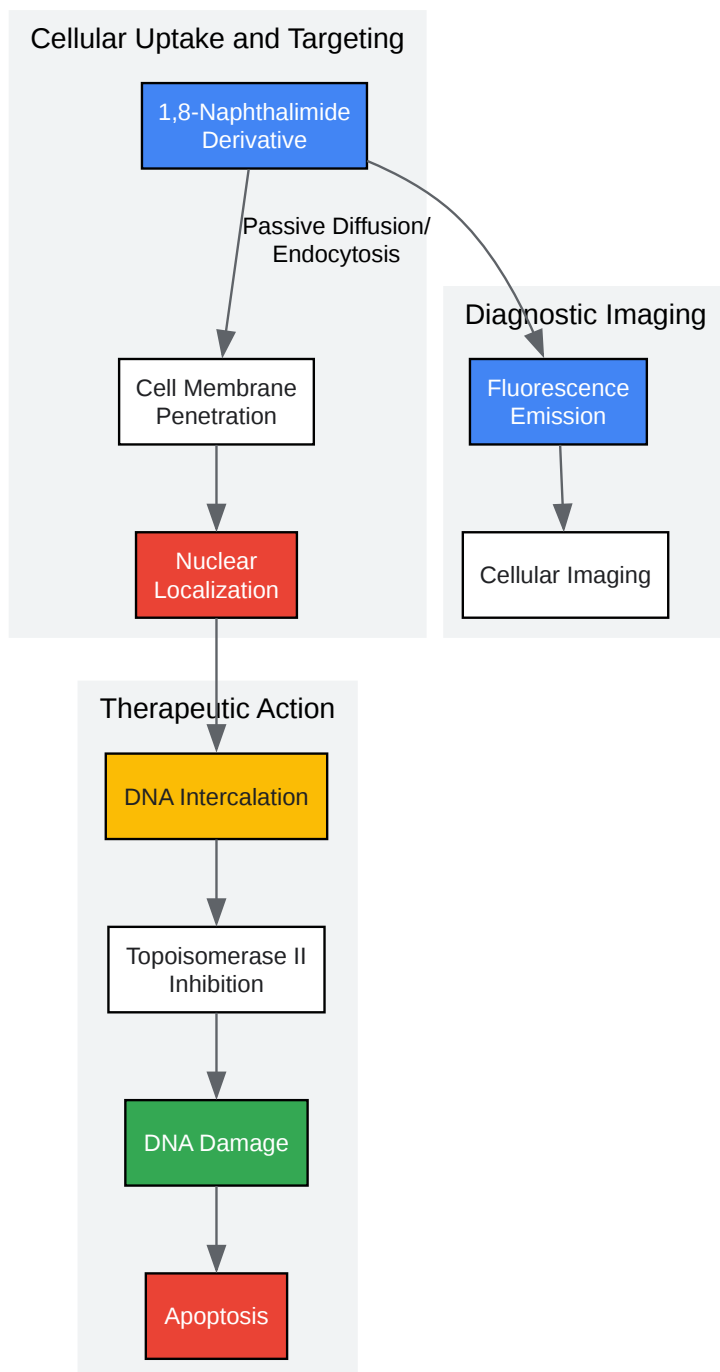 Cellular Uptake and Targeting
1,8-Naphthalimide
Derivative
Passive Diffusion/
Endocytosis
Cell Membrane
Penetration
Nuclear
Localization
Diagnostic Imaging
Fluorescence
Emission
Cellular Imaging
Therapeutic Action
DNA Intercalation
Topoisomerase II
Inhibition
DNA Damage
Apoptosis